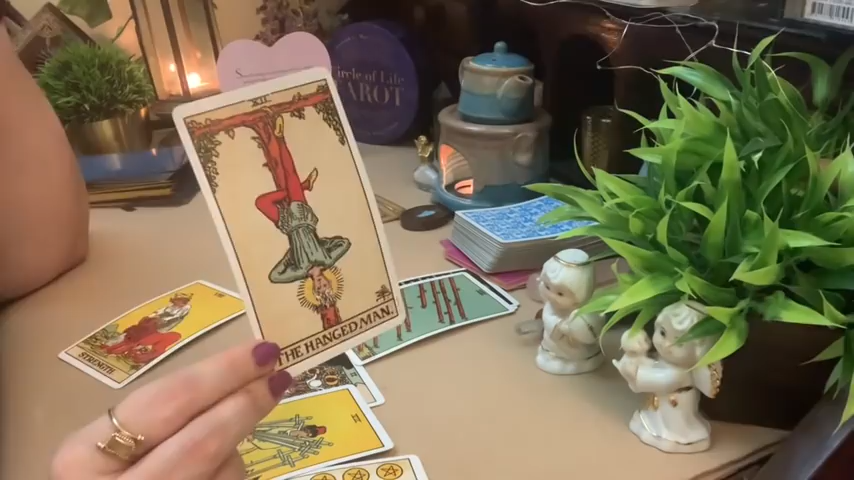 Circle of Life
TAROT
XII
THE HANGED MAN.
STRENGTH.